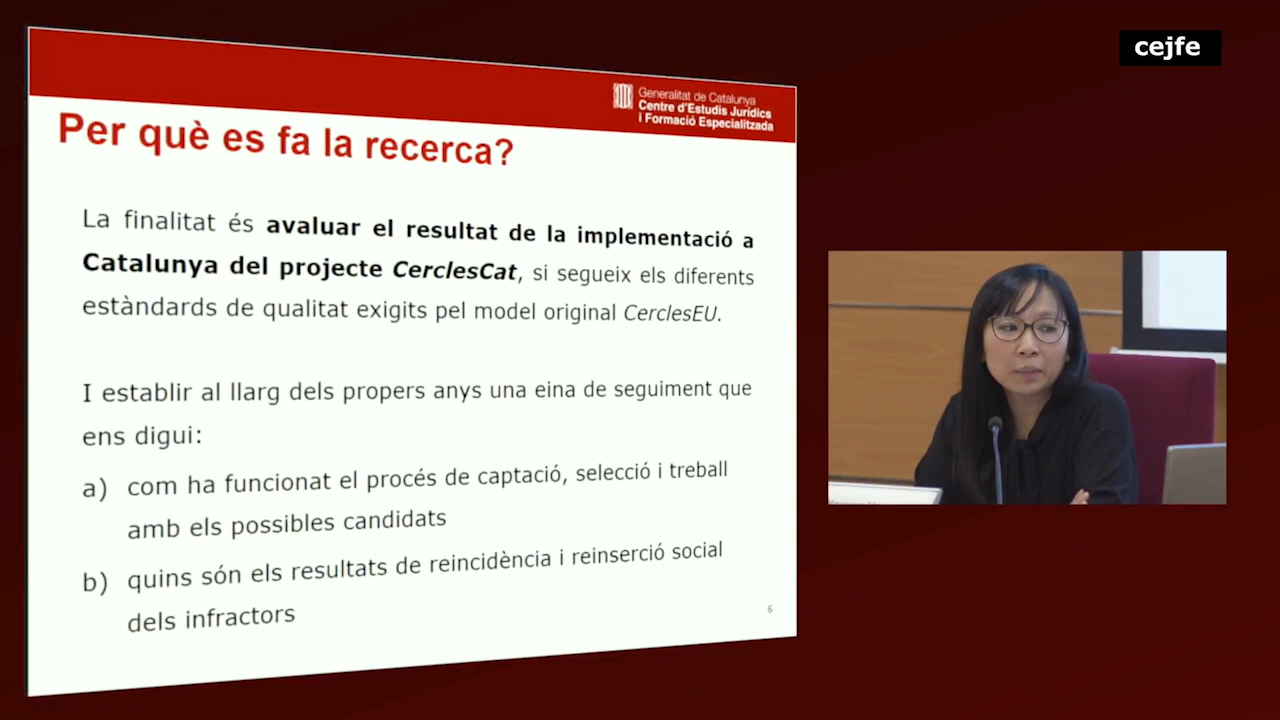 cejfe
Generalitat de Catalunya
Centre d'Estudis Jurídics
i Formació Especialitzada
Per què es fa la recerca?
La finalitat és avaluar el resultat de la implementació a
Catalunya del projecte CerclesCat, si segueix els diferents
estàndards de qualitat exigits pel model original CerclesEU.
I establir al llarg dels propers anys una eina de seguiment que
ens digui:
a) com ha funcionat el procés de captació, selecció i treball
amb els possibles candidats
b) quins són els resultats de reincidència i reinserció social
dels infractors
6